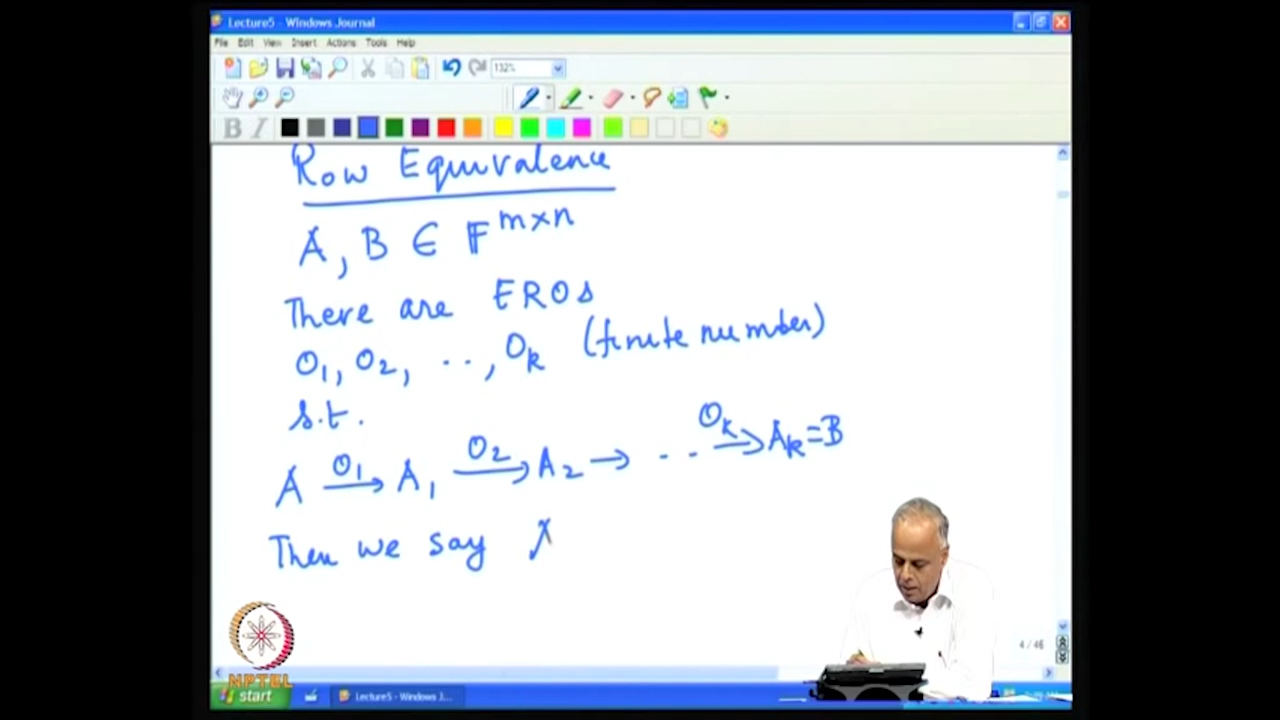 Lecture5 - Windows Journal
File Edit View Insert Actions Tools Help
132%
B I
Row Equivalence
A, B ∈ 𝔽^{m×n}
There are EROs
O₁, O₂, .., Oₖ (finite number)
s.t.
A →^{O₁} A₁ →^{O₂} A₂ → .. →^{Oₖ} Aₖ=B
Then we say
4 / 46
NPTEL
start Lecture5 - Windows J...